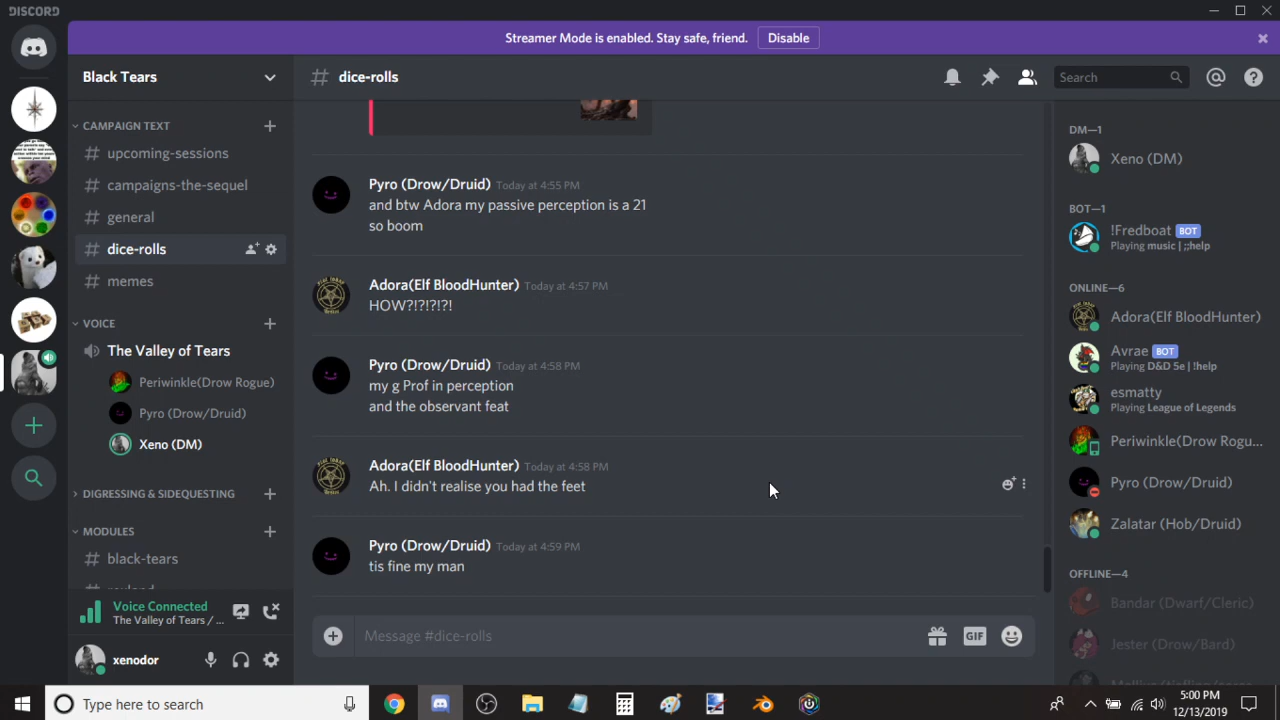 DISCORD
Streamer Mode is enabled. Stay safe, friend.
Disable
Black Tears
dice-rolls
Search
CAMPAIGN TEXT
upcoming-sessions
campaigns-the-sequel
general
dice-rolls
memes
VOICE
The Valley of Tears
Periwinkle(Drow Rogue)
Pyro (Drow/Druid)
Xeno (DM)
DIGRESSING & SIDEQUESTING
MODULES
black-tears
Voice Connected
The Valley of Tears / ...
xenodor
Pyro (Drow/Druid) Today at 4:55 PM
and btw Adora my passive perception is a 21
so boom
Adora(Elf BloodHunter) Today at 4:57 PM
HOW?!?!?!?!
Pyro (Drow/Druid) Today at 4:58 PM
my g Prof in perception
and the observant feat
Adora(Elf BloodHunter) Today at 4:58 PM
Ah. I didn't realise you had the feet
Pyro (Drow/Druid) Today at 4:59 PM
tis fine my man
Message #dice-rolls
GIF
DM—1
Xeno (DM)
BOT—1
!Fredboat BOT
Playing music | ;;help
ONLINE—6
Adora(Elf BloodHunter)
Avrae BOT
Playing D&D 5e | !help
esmatty
Playing League of Legends
Periwinkle(Drow Rogu...
Pyro (Drow/Druid)
Zalatar (Hob/Druid)
OFFLINE—4
Bandar (Dwarf/Cleric)
Jester (Drow/Bard)
Type here to search
5:00 PM
12/13/2019